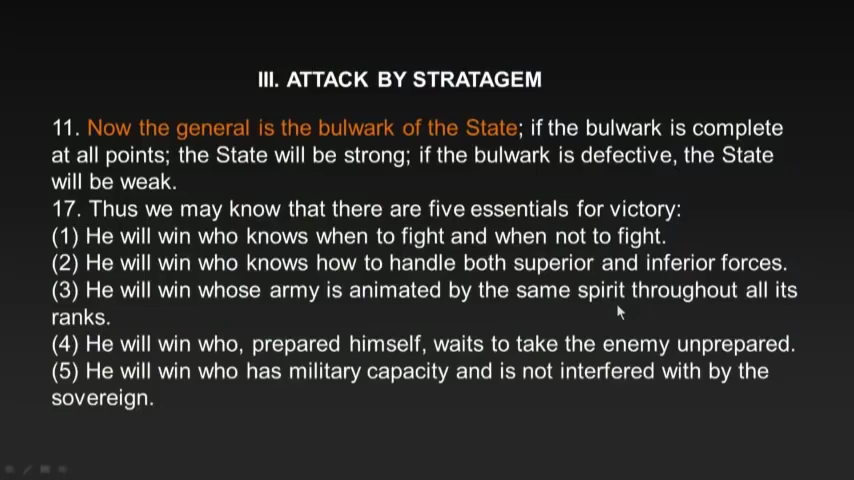 III. ATTACK BY STRATAGEM
11. Now the general is the bulwark of the State; if the bulwark is complete
at all points; the State will be strong; if the bulwark is defective, the State
will be weak.
17. Thus we may know that there are five essentials for victory:
(1) He will win who knows when to fight and when not to fight.
(2) He will win who knows how to handle both superior and inferior forces.
(3) He will win whose army is animated by the same spirit throughout all its
ranks.
(4) He will win who, prepared himself, waits to take the enemy unprepared.
(5) He will win who has military capacity and is not interfered with by the
sovereign.